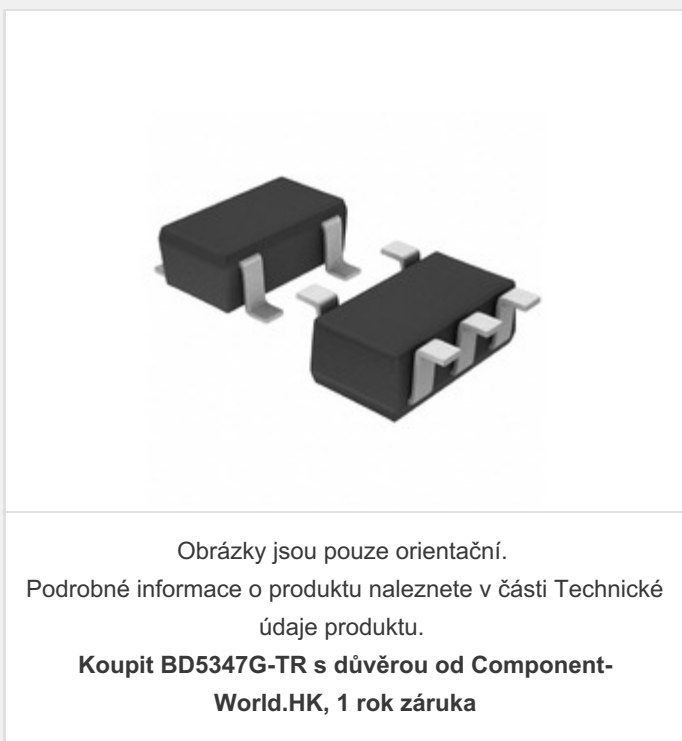 Obrázky jsou pouze orientační.
Podrobné informace o produktu naleznete v části Technické
údaje produktu.
Koupit BD5347G-TR s důvěrou od Component-
World.HK, 1 rok záruka